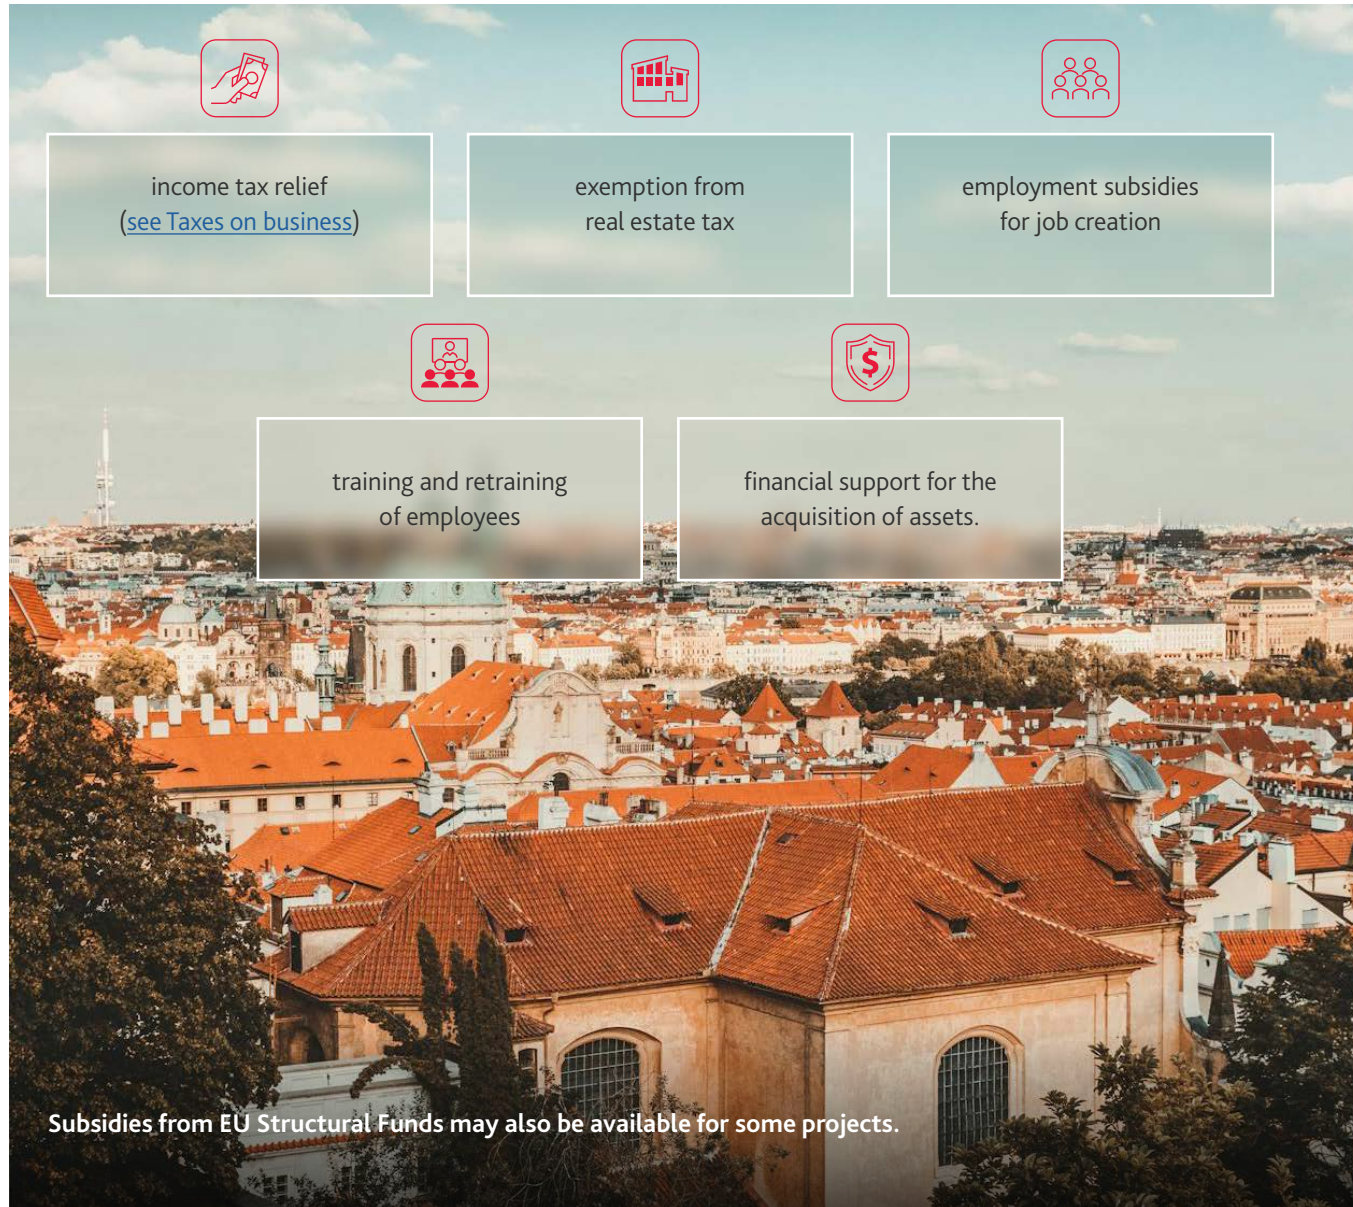 income tax relief
(see Taxes on business)
exemption from
real estate tax
employment subsidies
for job creation
training and retraining
of employees
financial support for the
acquisition of assets.
Subsidies from EU Structural Funds may also be available for some projects.